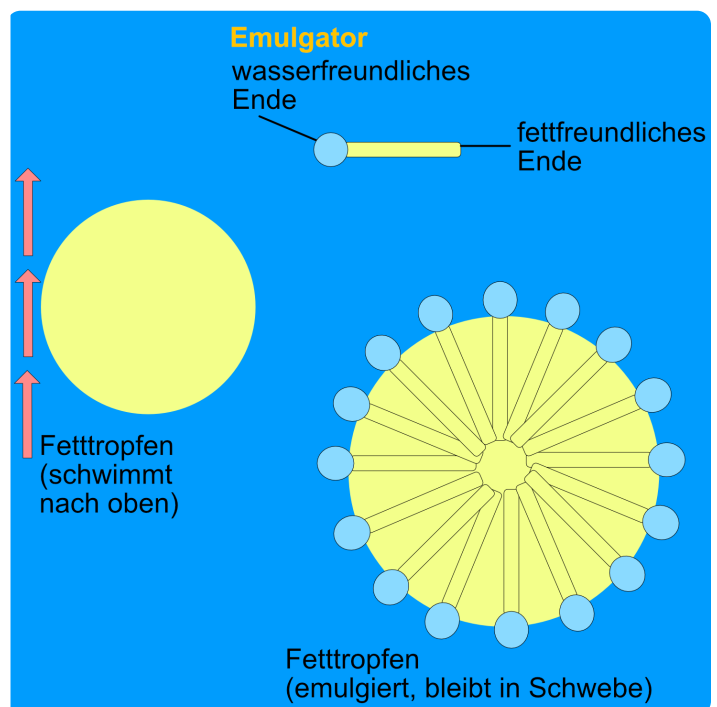 Emulgator
wasserfreundliches
Ende
fettfreundliches
Ende
Fetttropfen
(schwimmt
nach oben)
Fetttropfen
(emulgiert, bleibt in Schwebe)